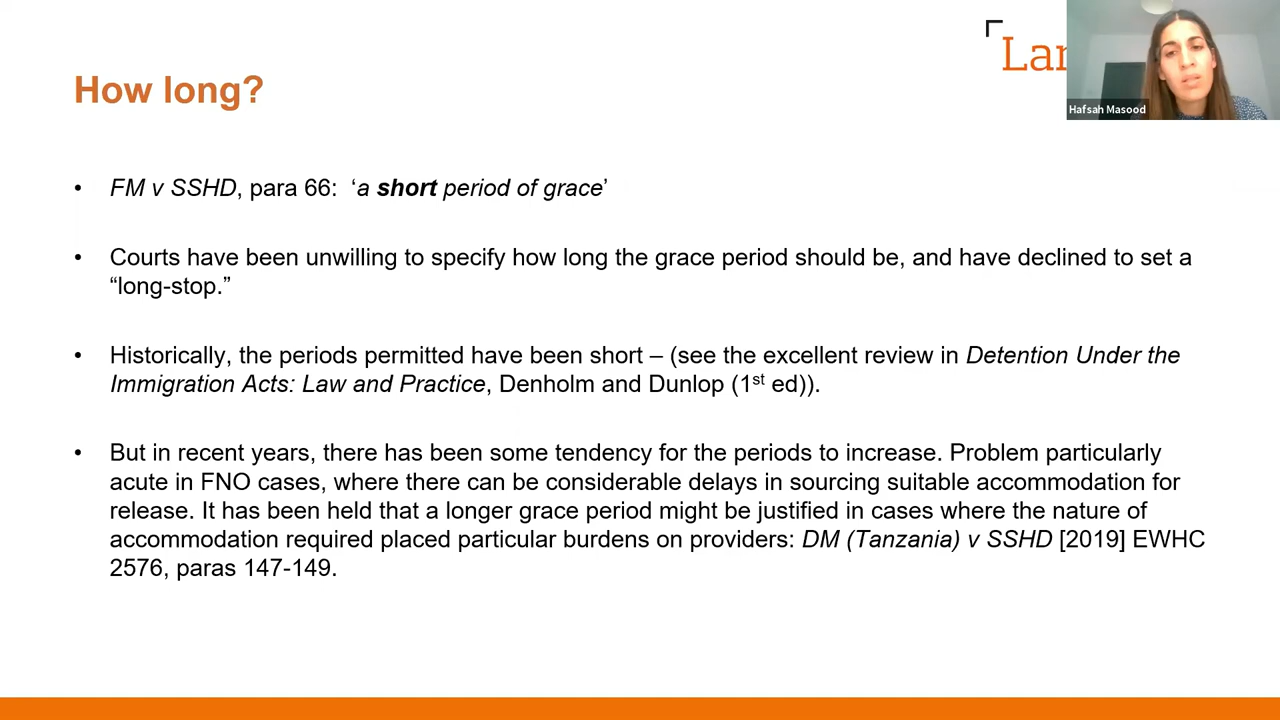 How long?
Lan
Hafsah Masood
• FM v SSHD, para 66: ‘a short period of grace’
• Courts have been unwilling to specify how long the grace period should be, and have declined to set a
“long-stop.”
• Historically, the periods permitted have been short – (see the excellent review in Detention Under the
Immigration Acts: Law and Practice, Denholm and Dunlop (1st ed)).
• But in recent years, there has been some tendency for the periods to increase. Problem particularly
acute in FNO cases, where there can be considerable delays in sourcing suitable accommodation for
release. It has been held that a longer grace period might be justified in cases where the nature of
accommodation required placed particular burdens on providers: DM (Tanzania) v SSHD [2019] EWHC
2576, paras 147-149.